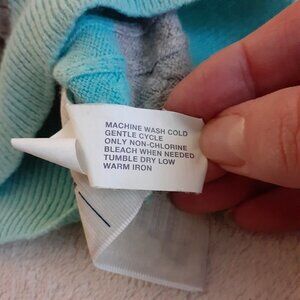 MACHINE WASH COLD
GENTLE CYCLE
ONLY NON-CHLORINE
BLEACH WHEN NEEDED
TUMBLE DRY LOW
WARM IRON